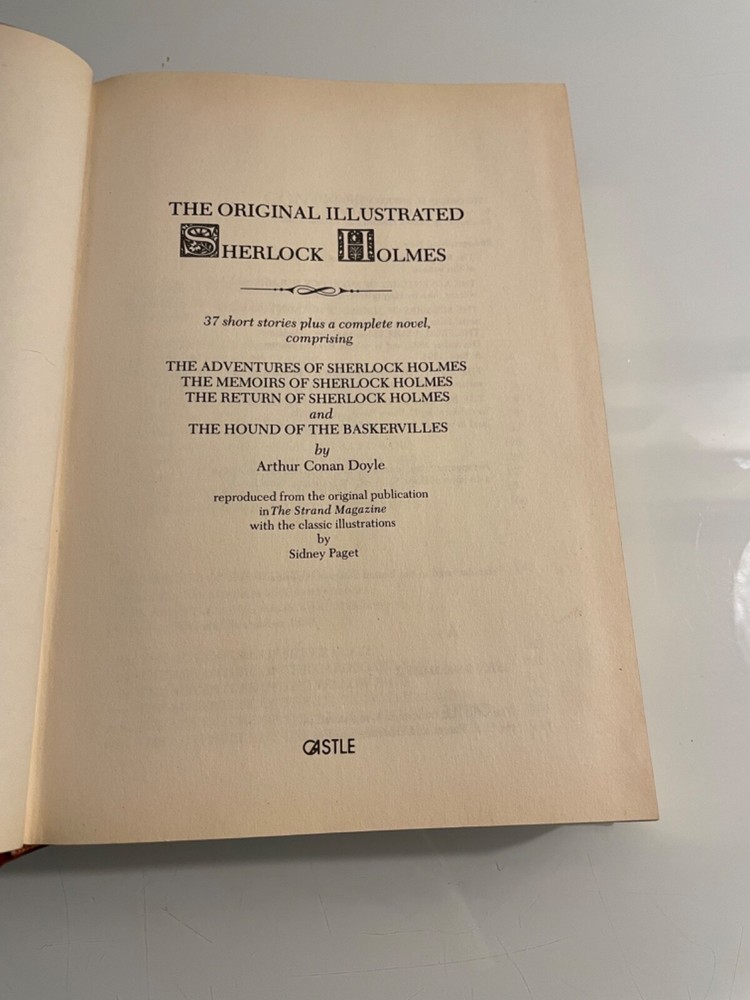 THE ORIGINAL ILLUSTRATED
SHERLOCK HOLMES
37 short stories plus a complete novel,
comprising
THE ADVENTURES OF SHERLOCK HOLMES
THE MEMOIRS OF SHERLOCK HOLMES
THE RETURN OF SHERLOCK HOLMES
and
THE HOUND OF THE BASKERVILLES
by
Arthur Conan Doyle
reproduced from the original publication
in The Strand Magazine
with the classic illustrations
by
Sidney Paget
CASTLE